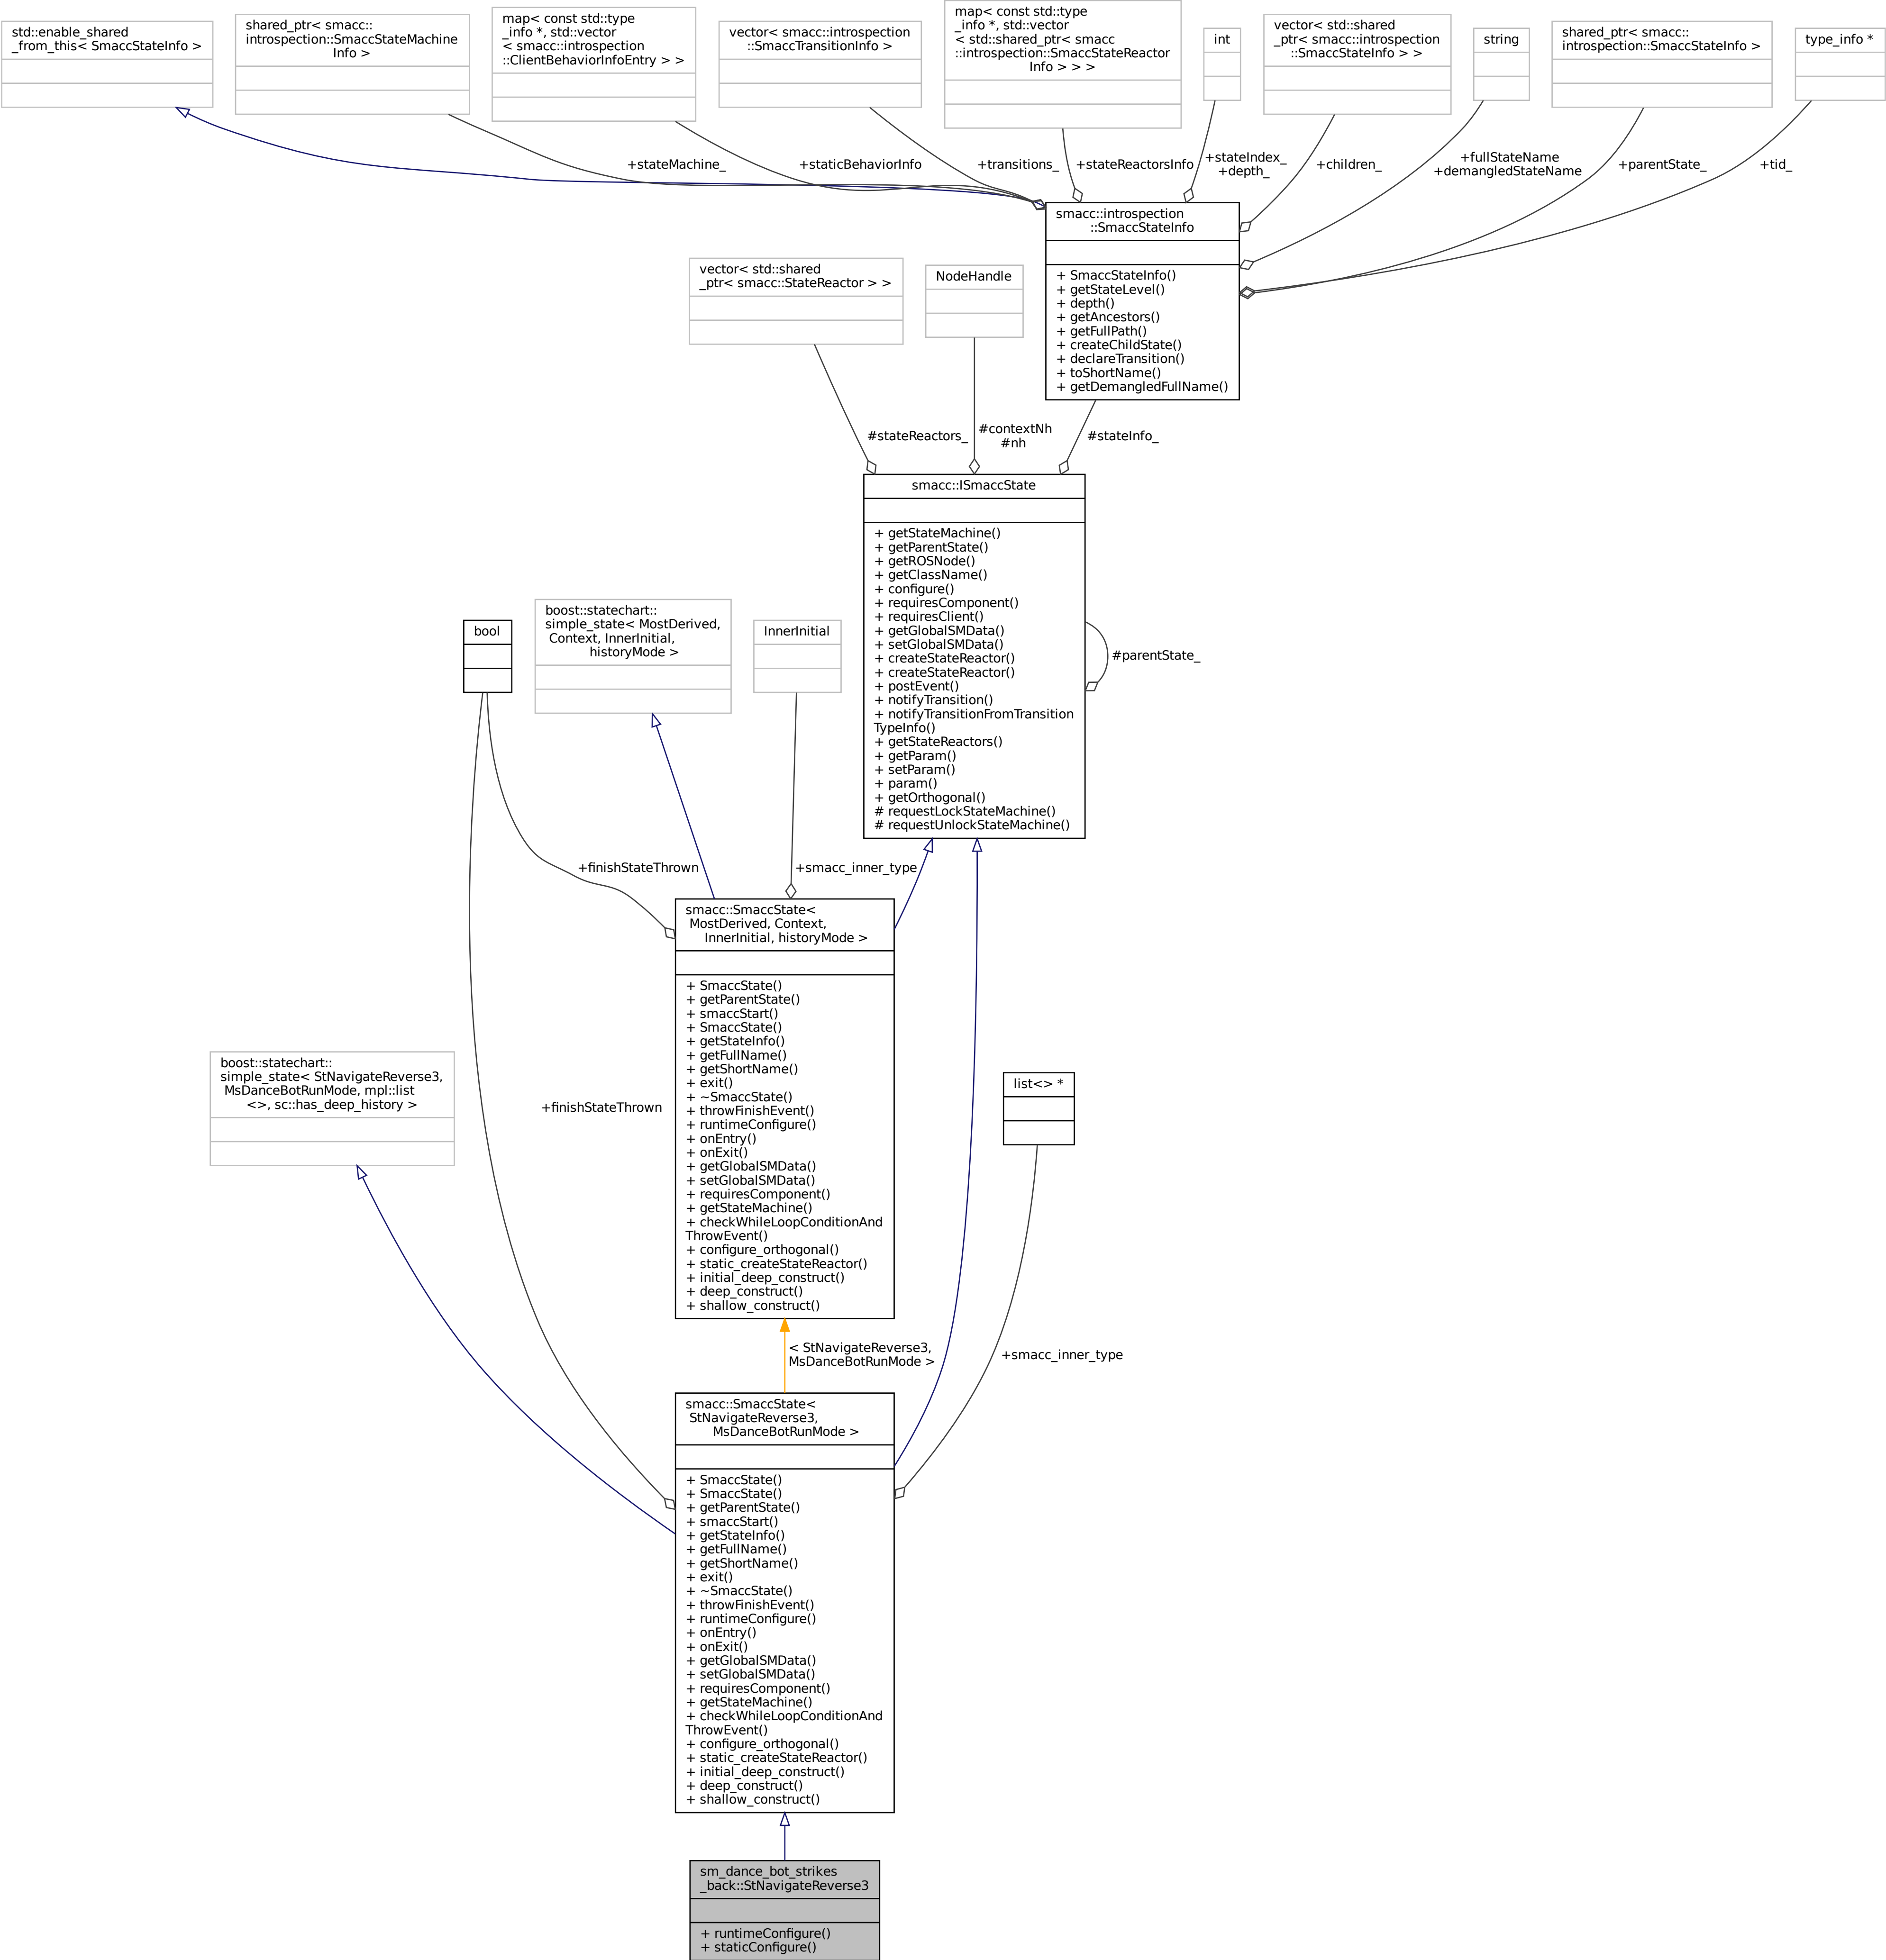 std::enable_shared
_from_this< SmaccStateInfo >
shared_ptr< smacc::
introspection::SmaccStateMachine
Info >
map< const std::type
_info *, std::vector
< smacc::introspection
::ClientBehaviorInfoEntry > >
vector< smacc::introspection
::SmaccTransitionInfo >
map< const std::type
_info *, std::vector
< std::shared_ptr< smacc
::introspection::SmaccStateReactor
Info > > >
int
vector< std::shared
_ptr< smacc::introspection
::SmaccStateInfo > >
string
shared_ptr< smacc::
introspection::SmaccStateInfo >
type_info *
+stateMachine_
+staticBehaviorInfo
+transitions_
+stateReactorsInfo
+stateIndex_
+depth_
+children_
+fullStateName
+demangledStateName
+parentState_
+tid_
smacc::introspection
::SmaccStateInfo
+ SmaccStateInfo()
+ getStateLevel()
+ depth()
+ getAncestors()
+ getFullPath()
+ createChildState()
+ declareTransition()
+ toShortName()
+ getDemangledFullName()
vector< std::shared
_ptr< smacc::StateReactor > >
NodeHandle
#stateReactors_
#contextNh
#nh
#stateInfo_
smacc::ISmaccState
+ getStateMachine()
+ getParentState()
+ getROSNode()
+ getClassName()
+ configure()
+ requiresComponent()
+ requiresClient()
+ getGlobalSMData()
+ setGlobalSMData()
+ createStateReactor()
+ createStateReactor()
+ postEvent()
+ notifyTransition()
+ notifyTransitionFromTransition
TypeInfo()
+ getStateReactors()
+ getParam()
+ setParam()
+ param()
+ getOrthogonal()
# requestLockStateMachine()
# requestUnlockStateMachine()
#parentState_
bool
boost::statechart::
simple_state< MostDerived,
Context, InnerInitial,
historyMode >
InnerInitial
+finishStateThrown
+smacc_inner_type
smacc::SmaccState<
MostDerived, Context,
InnerInitial, historyMode >
+ SmaccState()
+ getParentState()
+ smaccStart()
+ SmaccState()
+ getStateInfo()
+ getFullName()
+ getShortName()
+ exit()
+ ~SmaccState()
+ throwFinishEvent()
+ runtimeConfigure()
+ onEntry()
+ onExit()
+ getGlobalSMData()
+ setGlobalSMData()
+ requiresComponent()
+ getStateMachine()
+ checkWhileLoopConditionAnd
ThrowEvent()
+ configure_orthogonal()
+ static_createStateReactor()
+ initial_deep_construct()
+ deep_construct()
+ shallow_construct()
boost::statechart::
simple_state< StNavigateReverse3,
MsDanceBotRunMode, mpl::list
<>, sc::has_deep_history >
+finishStateThrown
list<> *
< StNavigateReverse3,
MsDanceBotRunMode >
+smacc_inner_type
smacc::SmaccState<
StNavigateReverse3,
MsDanceBotRunMode >
+ SmaccState()
+ SmaccState()
+ getParentState()
+ smaccStart()
+ getStateInfo()
+ getFullName()
+ getShortName()
+ exit()
+ ~SmaccState()
+ throwFinishEvent()
+ runtimeConfigure()
+ onEntry()
+ onExit()
+ getGlobalSMData()
+ setGlobalSMData()
+ requiresComponent()
+ getStateMachine()
+ checkWhileLoopConditionAnd
ThrowEvent()
+ configure_orthogonal()
+ static_createStateReactor()
+ initial_deep_construct()
+ deep_construct()
+ shallow_construct()
sm_dance_bot_strikes
_back::StNavigateReverse3
+ runtimeConfigure()
+ staticConfigure()